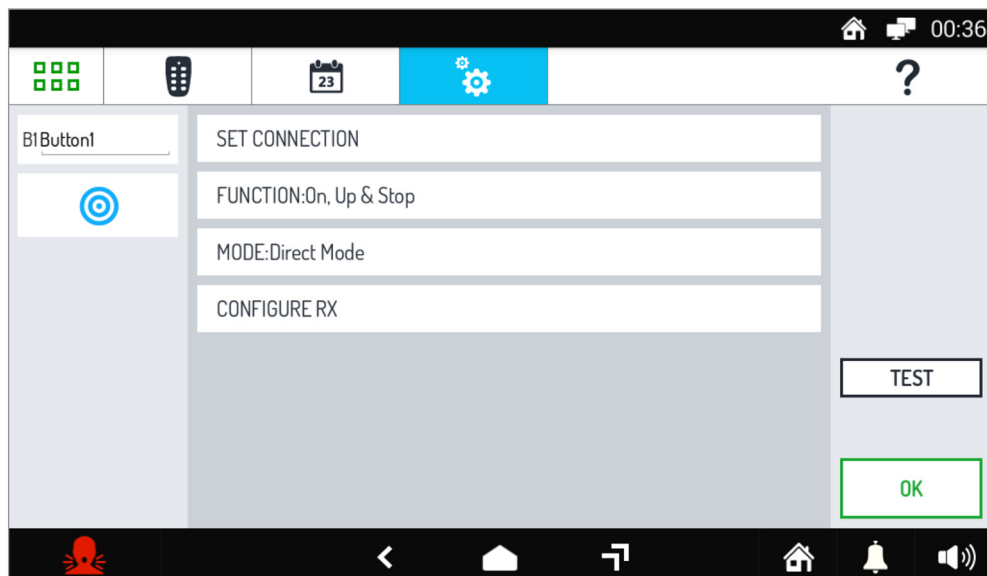 00:36
23
?
B1Button1
SET CONNECTION
FUNCTION:On, Up & Stop
MODE:Direct Mode
CONFIGURE RX
TEST
OK